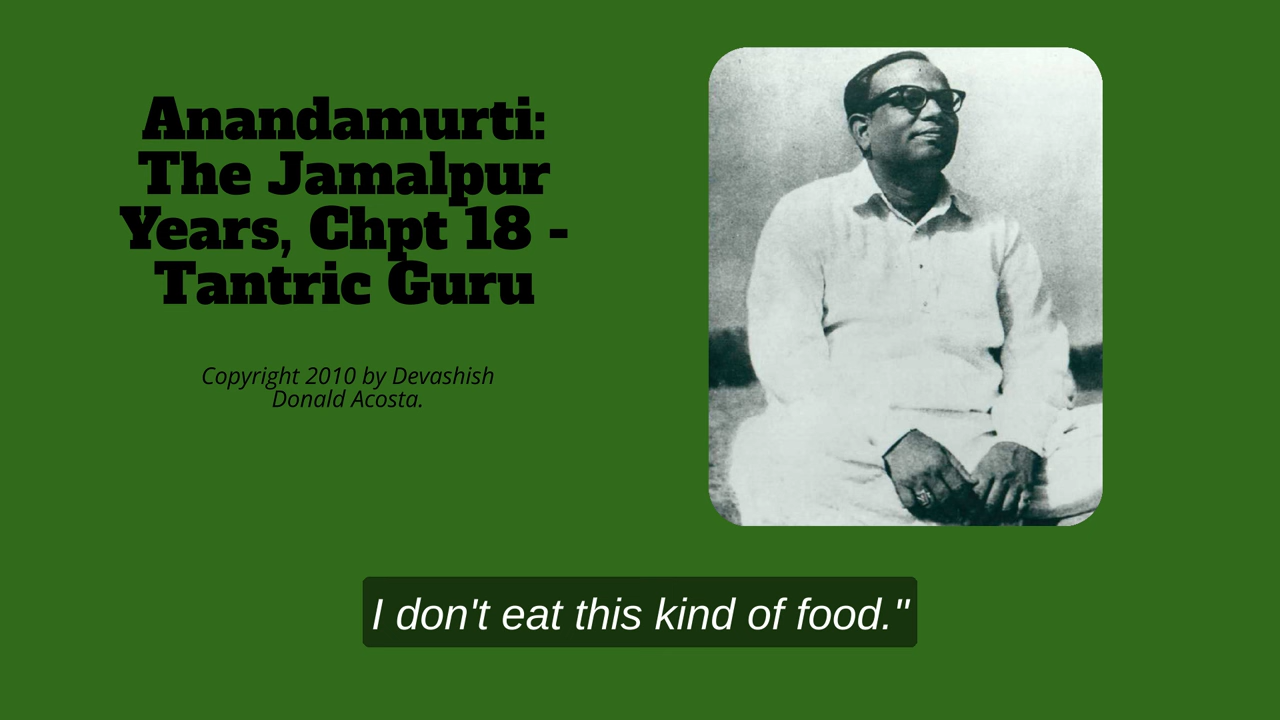 Anandamurti:
The Jamalpur
Years, Chpt 18 -
Tantric Guru
Copyright 2010 by Devashish
Donald Acosta.
I don't eat this kind of food."